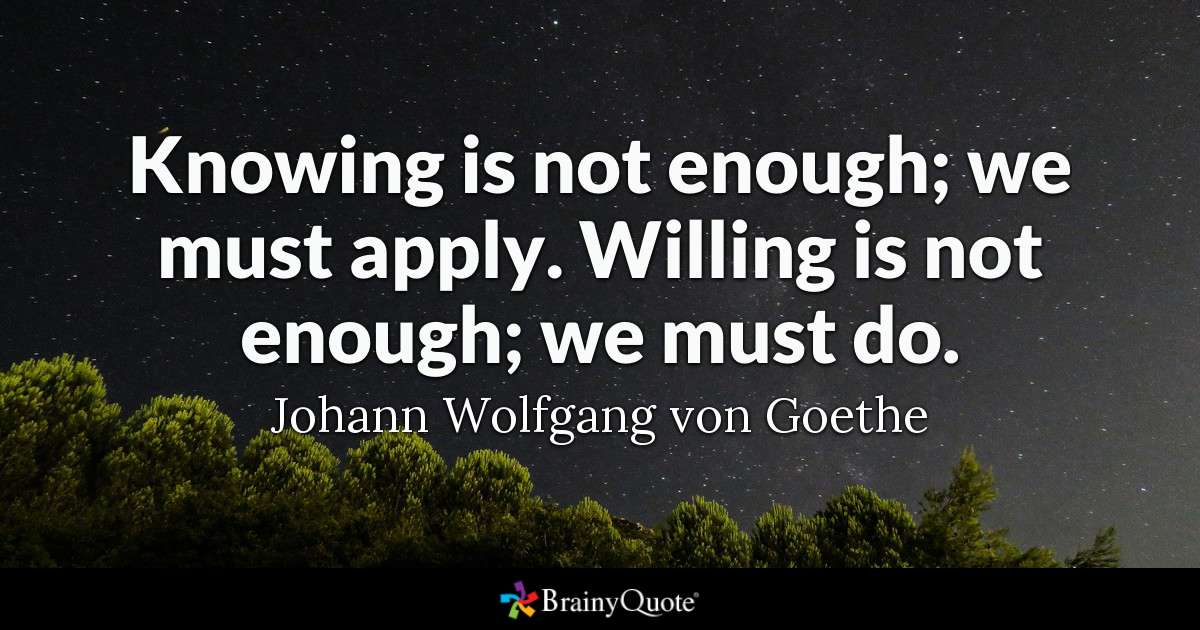 Knowing is not enough; we
must apply. Willing is not
enough; we must do.
Johann Wolfgang von Goethe
BrainyQuote®